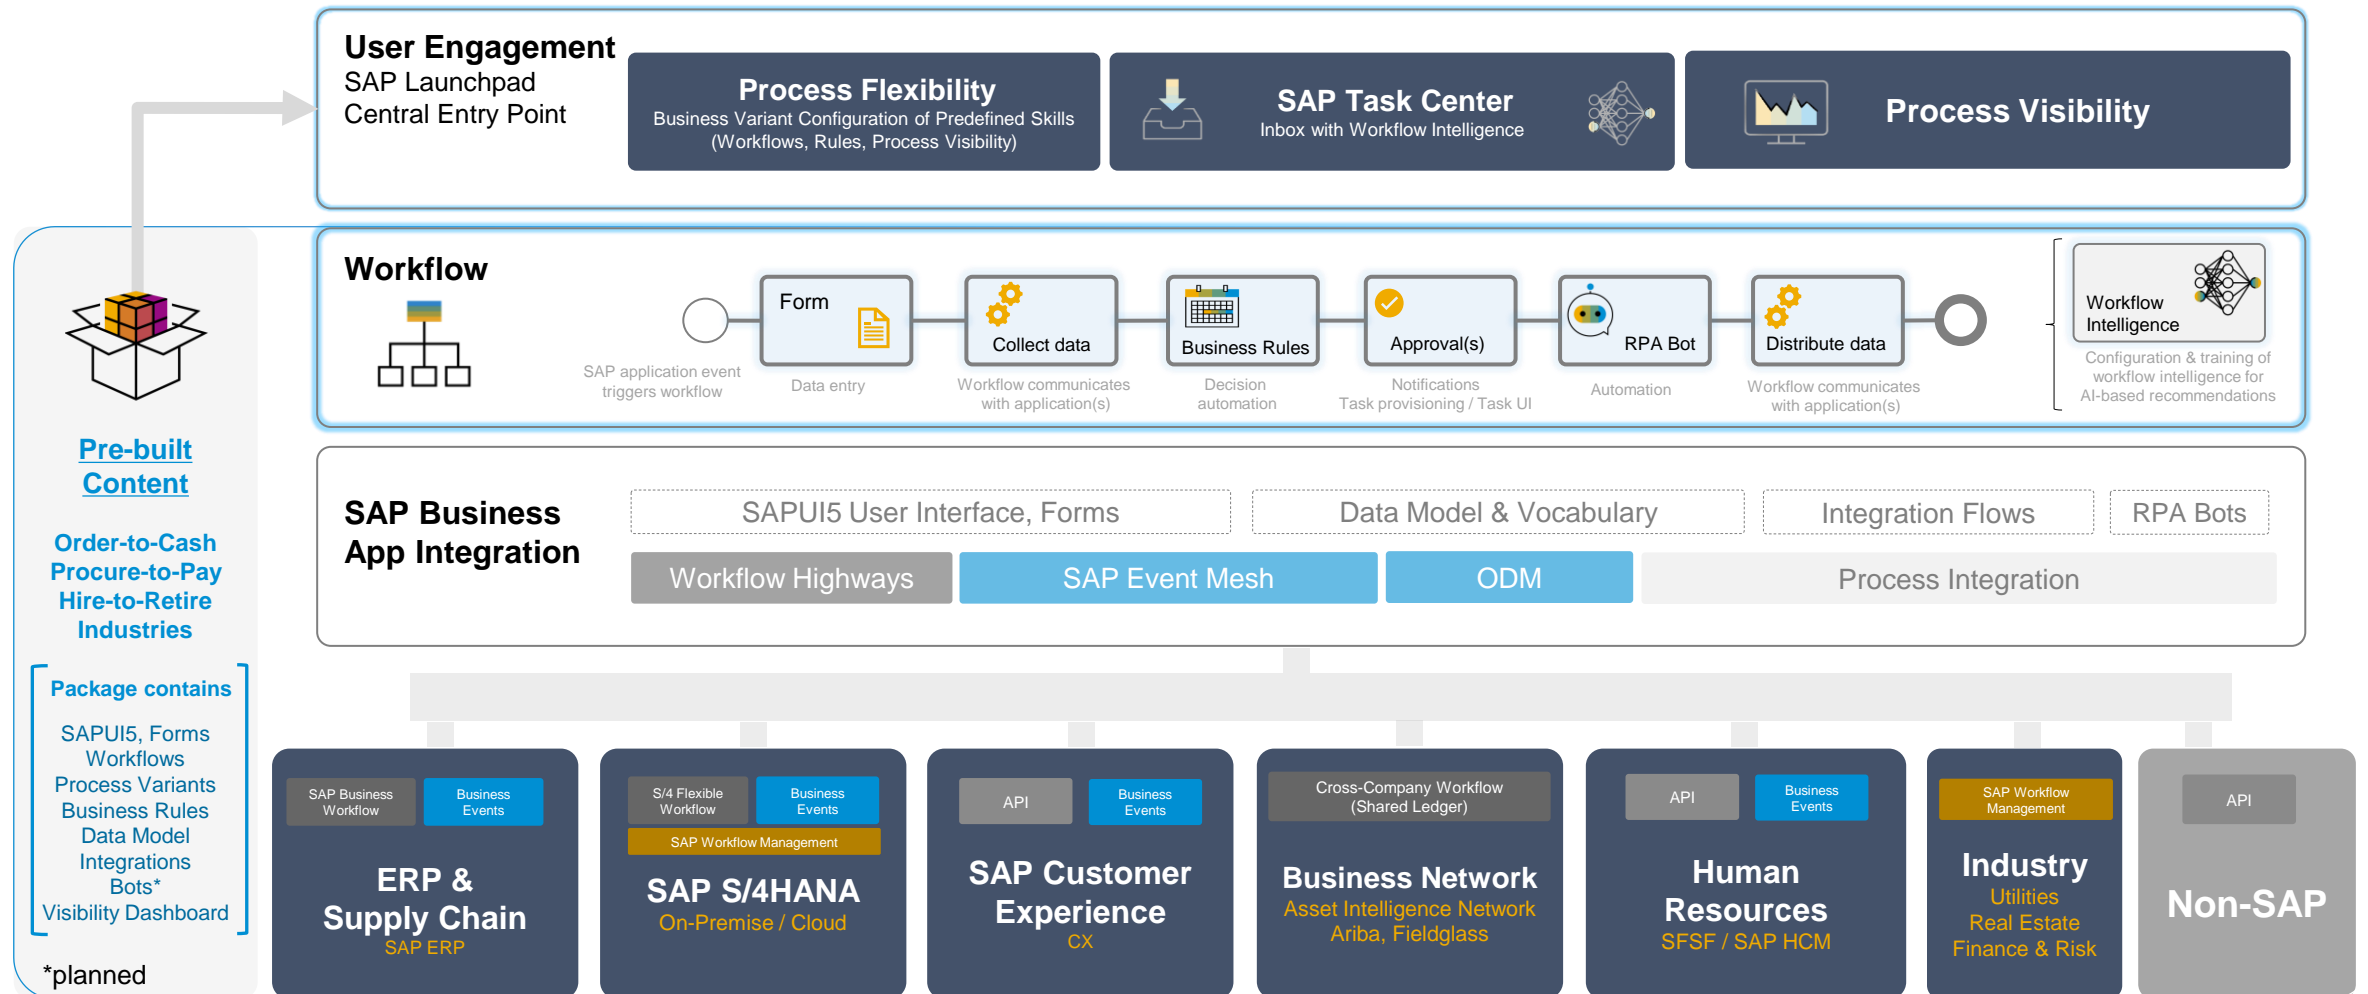 User Engagement
SAP Launchpad
Central Entry Point
Process Flexibility
Business Variant Configuration of Predefined Skills
(Workflows, Rules, Process Visibility)
SAP Task Center
Inbox with Workflow Intelligence
Process Visibility
Workflow
SAP application event
triggers workflow
Form
Data entry
Collect data
Workflow communicates
with application(s)
Business Rules
Decision
automation
Approval(s)
Notifications
Task provisioning / Task UI
RPA Bot
Automation
Distribute data
Workflow communicates
with application(s)
Workflow
Intelligence
Configuration & training of
workflow intelligence for
AI-based recommendations
Pre-built
Content
Order-to-Cash
Procure-to-Pay
Hire-to-Retire
Industries
Package contains
SAPUI5, Forms
Workflows
Process Variants
Business Rules
Data Model
Integrations
Bots*
Visibility Dashboard
*planned
SAP Business
App Integration
SAPUI5 User Interface, Forms
Data Model & Vocabulary
Integration Flows
RPA Bots
Workflow Highways
SAP Event Mesh
ODM
Process Integration
SAP Business
Workflow
Business
Events
ERP &
Supply Chain
SAP ERP
S/4 Flexible
Workflow
Business
Events
SAP Workflow Management
SAP S/4HANA
On-Premise / Cloud
API
Business
Events
SAP Customer
Experience
CX
Cross-Company Workflow
(Shared Ledger)
Business Network
Asset Intelligence Network
Ariba, Fieldglass
API
Business
Events
Human
Resources
SFSF / SAP HCM
SAP Workflow
Management
Industry
Utilities
Real Estate
Finance & Risk
API
Non-SAP